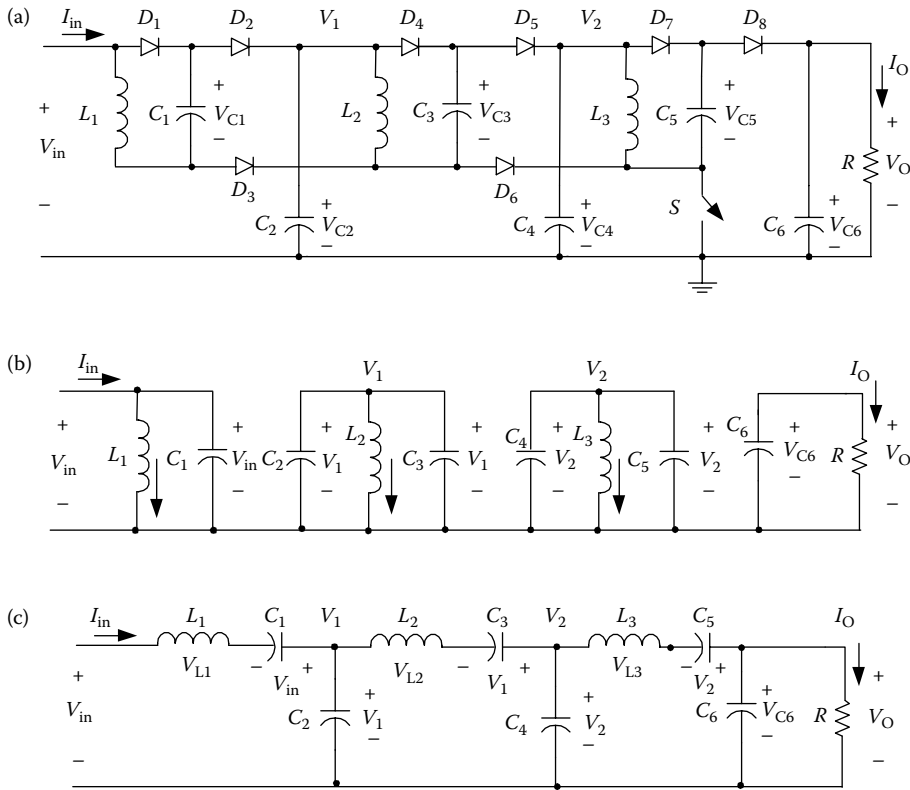 (a)
I_in D_1 D_2 V_1 D_4 D_5 V_2 D_7 D_8
I_O
+ L_1 C_1 + V_C1 − L_2 C_3 + V_C3 − L_3 C_5 + V_C5 − +
V_in R V_O
D_3 D_6
− C_2 + V_C2 − C_4 + V_C4 − S C_6 + V_C6 − −
(b)
I_in V_1 V_2 I_O
+ L_1 C_1 + V_in − C_2 + V_1 − L_2 C_3 + V_1 − C_4 + V_2 − L_3 C_5 + V_2 − C_6 + V_C6 − R +
V_in V_O
− −
(c)
I_in L_1 C_1 V_1 L_2 C_3 V_2 L_3 C_5 I_O
+ V_L1 − V_in + V_L2 − V_1 + V_L3 − V_2 + +
V_in C_2 + V_1 − C_4 + V_2 − C_6 + V_C6 − R V_O
− −